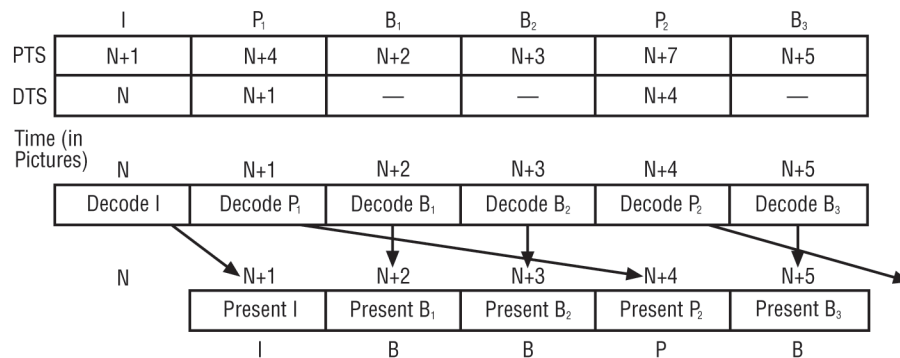 I P₁ B₁ B₂ P₂ B₃
PTS N+1 N+4 N+2 N+3 N+7 N+5
DTS N N+1 — — N+4 —
Time (in
Pictures)
N N+1 N+2 N+3 N+4 N+5
Decode I Decode P₁ Decode B₁ Decode B₂ Decode P₂ Decode B₃
N N+1 N+2 N+3 N+4 N+5
Present I Present B₁ Present B₂ Present P₂ Present B₃
I B B P B